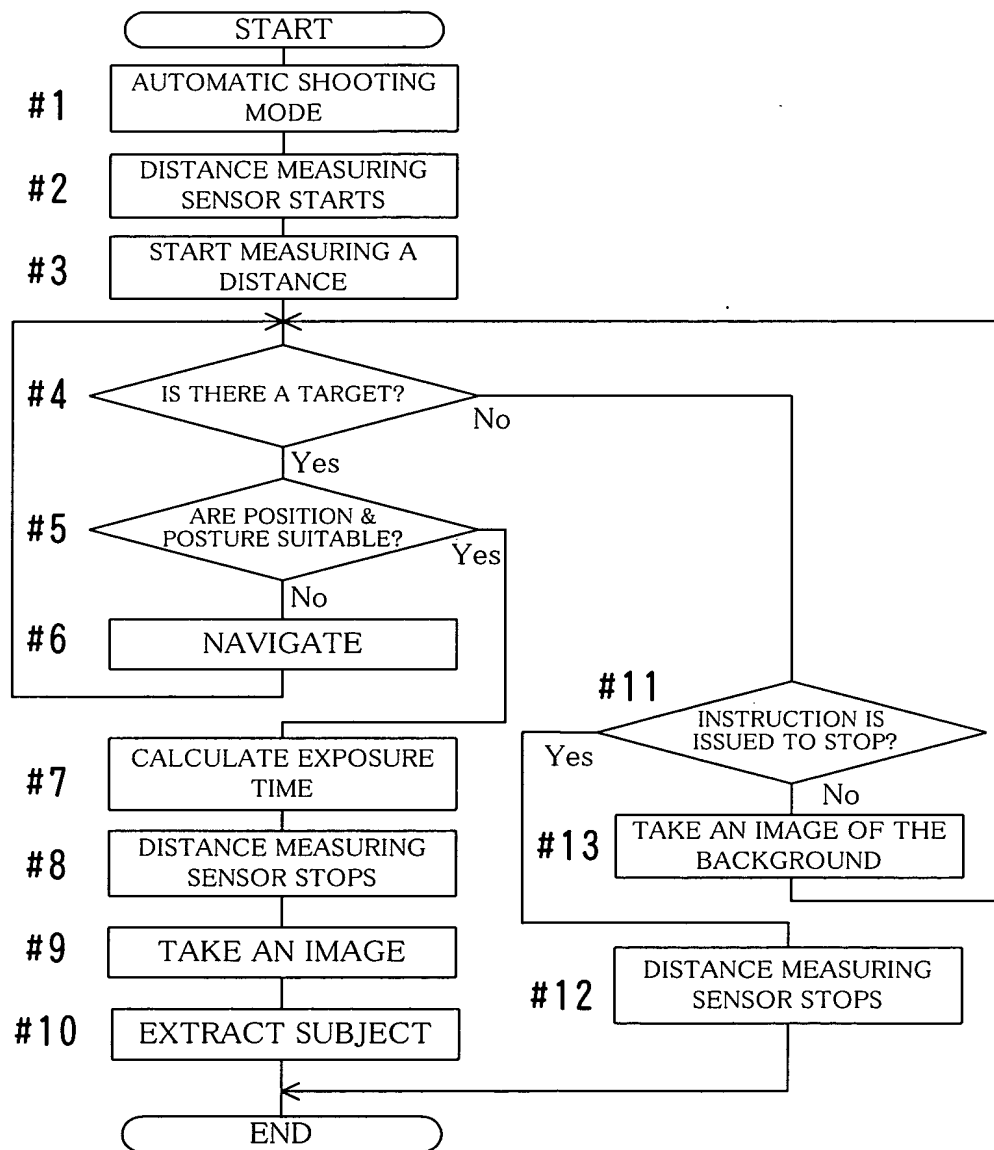 START
#1
AUTOMATIC SHOOTING
MODE
#2
DISTANCE MEASURING
SENSOR STARTS
#3
START MEASURING A
DISTANCE
#4
IS THERE A TARGET?
No
Yes
#5
ARE POSITION &
POSTURE SUITABLE?
Yes
No
#6
NAVIGATE
#11
INSTRUCTION IS
ISSUED TO STOP?
Yes
No
#7
CALCULATE EXPOSURE
TIME
#13
TAKE AN IMAGE OF THE
BACKGROUND
#8
DISTANCE MEASURING
SENSOR STOPS
#9
TAKE AN IMAGE
#12
DISTANCE MEASURING
SENSOR STOPS
#10
EXTRACT SUBJECT
END